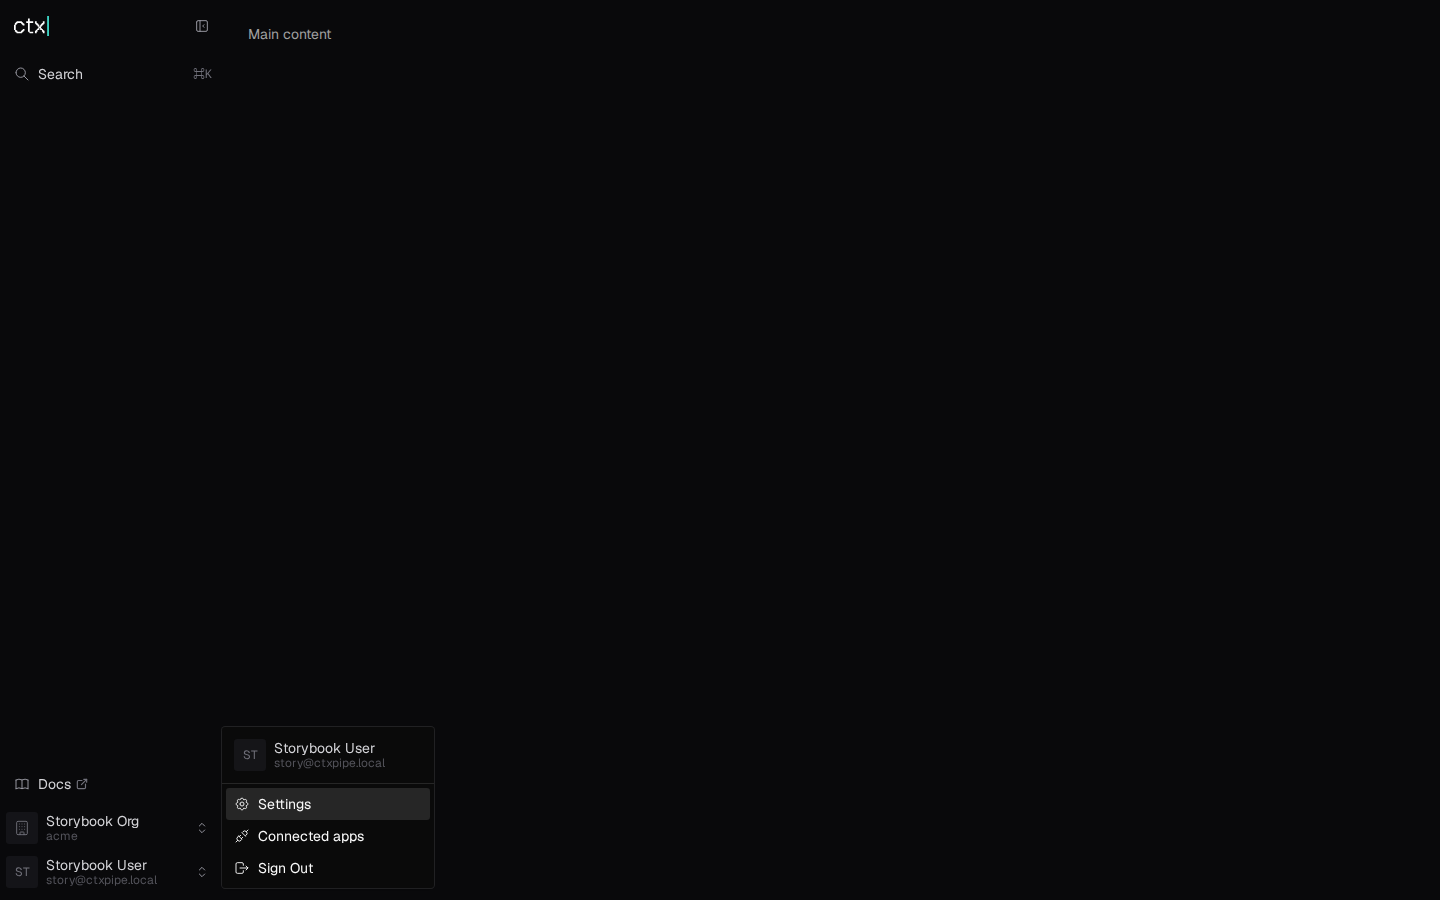 ctx
Main content
Search ⌘K
Docs
Storybook Org
acme
ST
Storybook User
story@ctxpipe.local
ST
Storybook User
story@ctxpipe.local
Settings
Connected apps
Sign Out